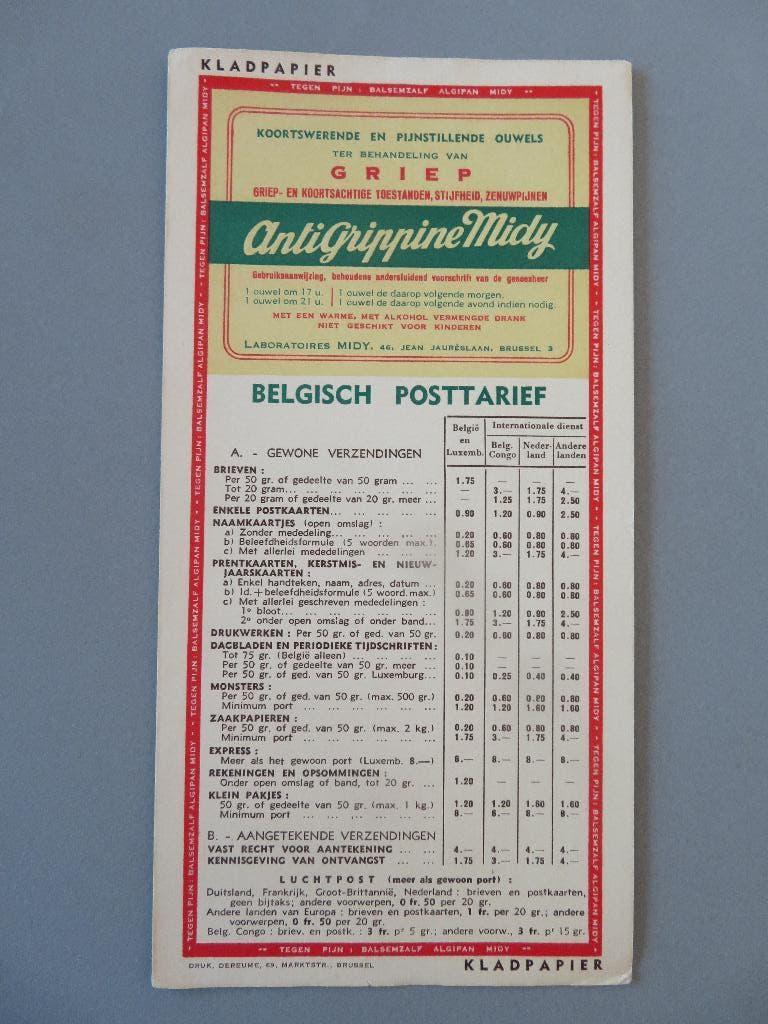 KLADPAPIER
TEGEN PIJN : BALSEMZALF ALGIPAN MIDY
KOORTSWERENDE EN PIJNSTILLENDE OUWELS
TER BEHANDELING VAN
GRIEP
GRIEP- EN KOORTSACHTIGE TOESTANDEN, STIJFHEID, ZENUWPIJNEN
AntiGrippine Midy
Gebruiksaanwijzing, behoudens andersluidend voorschrift van de geneesheer
1 ouwel om 17 u. 1 ouwel de daarop volgende morgen.
1 ouwel om 21 u. 1 ouwel de daarop volgende avond indien nodig.
MET EEN WARME, MET ALKOHOL VERMENGDE DRANK
NIET GESCHIKT VOOR KINDEREN
LABORATOIRES MIDY, 46, JEAN JAURÈSLAAN, BRUSSEL 3
BELGISCH POSTTARIEF
België en Luxemb. Internationale dienst
Belg. Congo Neder- land Andere landen
A. - GEWONE VERZENDINGEN
BRIEVEN :
Per 50 gr. of gedeelte van 50 gram ... ... 1.75 — — —
Tot 20 gram... ... ... ... ... ... ... — 3.— 1.75 4.—
Per 20 gram of gedeelte van 20 gr. meer ... — 1.25 1.75 2.50
ENKELE POSTKAARTEN... ... ... ... ... 0.90 1.20 0.90 2.50
NAAMKAARTJES (open omslag) :
a) Zonder mededeling... ... ... ... ... 0.20 0.60 0.80 0.80
b) Beleefdheidsformule (5 woorden max.). 0.65 0.60 0.80 0.80
c) Met allerlei mededelingen ... ... ... 1.20 3.— 1.75 4.—
PRENTKAARTEN, KERSTMIS- EN NIEUW-
JAARSKAARTEN :
a) Enkel handteken, naam, adres, datum ... 0.20 0.60 0.80 0.80
b) Id. + beleefdheidsformule (5 woord. max.) 0.65 0.60 0.80 0.80
c) Met allerlei geschreven mededelingen :
1º bloot... ... ... ... ... ... ... 0.90 1.20 0.90 2.50
2º onder open omslag of onder band... 1.75 3.— 1.75 4.—
DRUKWERKEN : Per 50 gr. of ged. van 50 gr. 0.20 0.60 0.80 0.80
DAGBLADEN EN PERIODIEKE TIJDSCHRIFTEN :
Tot 75 gr. (België alleen) ... ... ... ... 0.10 — — —
Per 50 gr. of gedeelte van 50 gr. meer ... 0.10 — — —
Per 50 gr. of ged. van 50 gr. Luxemburg... 0.10 0.25 0.40 0.40
MONSTERS :
Per 50 gr. of ged. van 50 gr. (max. 500 gr.) 0.20 0.60 0.80 0.80
Minimum port ... ... ... ... ... ... 1.20 1.20 1.60 1.60
ZAAKPAPIEREN :
Per 50 gr. of ged. van 50 gr. (max. 2 kg.) 0.20 0.60 0.80 0.80
Minimum port ... ... ... ... ... ... 1.75 3.— 1.75 4.—
EXPRESS :
Meer als het gewoon port (Luxemb. 8.—) 8.— 8.— 8.— 8.—
REKENINGEN EN OPSOMMINGEN :
Onder open omslag of band, tot 20 gr. ... 1.20 — — —
KLEIN PAKJES :
50 gr. of gedeelte van 50 gr. (max. 1 kg.) 1.20 1.20 1.60 1.60
Minimum port ... ... ... ... ... ... 8.— 6.— 8.— 8.—
B. - AANGETEKENDE VERZENDINGEN
VAST RECHT VOOR AANTEKENING ... ... 4.— 4.— 4.— 4.—
KENNISGEVING VAN ONTVANGST ... ... 1.75 3.— 1.75 4.—
LUCHTPOST (meer als gewoon port) :
Duitsland, Frankrijk, Groot-Brittannië, Nederland : brieven en postkaarten,
geen bijtaks; andere voorwerpen, 0 fr. 50 per 20 gr.
Andere landen van Europa : brieven en postkaarten, 1 fr. per 20 gr.; andere
voorwerpen, 0 fr. 50 per 20 gr.
Belg. Congo : briev. en postk. : 3 fr. pr 5 gr.; andere voorw., 3 fr. pr 15 gr.
TEGEN PIJN : BALSEMZALF ALGIPAN MIDY
DRUK. DEREUME, 69, MARKTSTR., BRUSSEL
KLADPAPIER